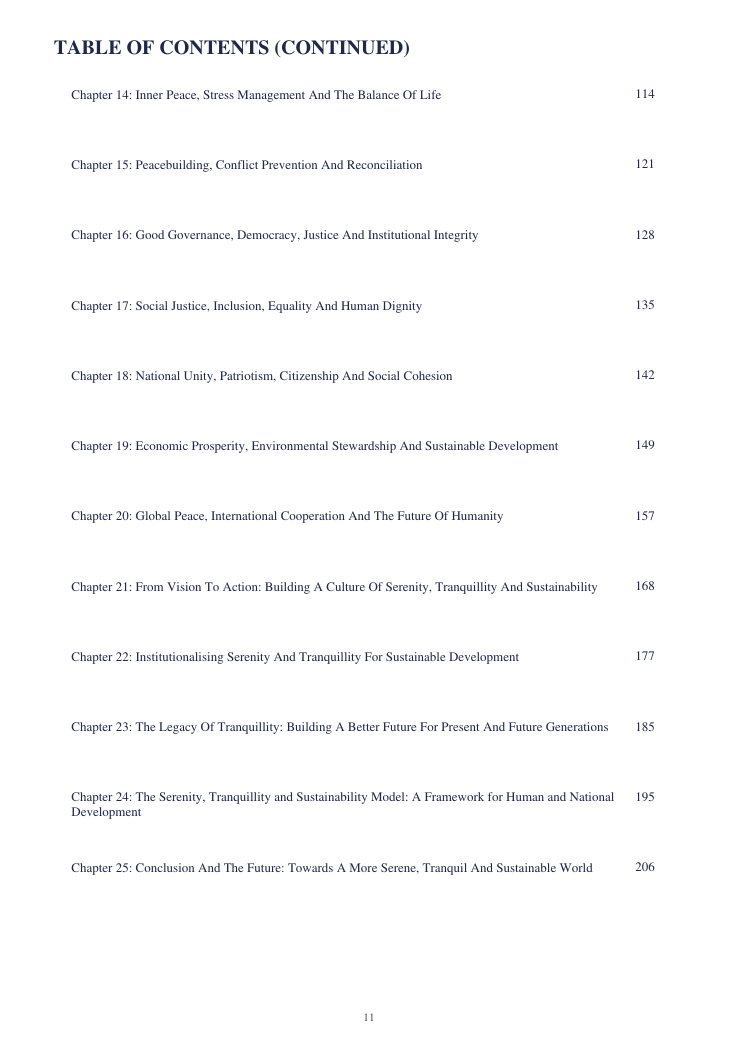 TABLE OF CONTENTS (CONTINUED)
Chapter 14: Inner Peace, Stress Management And The Balance Of Life 114
Chapter 15: Peacebuilding, Conflict Prevention And Reconciliation 121
Chapter 16: Good Governance, Democracy, Justice And Institutional Integrity 128
Chapter 17: Social Justice, Inclusion, Equality And Human Dignity 135
Chapter 18: National Unity, Patriotism, Citizenship And Social Cohesion 142
Chapter 19: Economic Prosperity, Environmental Stewardship And Sustainable Development 149
Chapter 20: Global Peace, International Cooperation And The Future Of Humanity 157
Chapter 21: From Vision To Action: Building A Culture Of Serenity, Tranquillity And Sustainability 168
Chapter 22: Institutionalising Serenity And Tranquillity For Sustainable Development 177
Chapter 23: The Legacy Of Tranquillity: Building A Better Future For Present And Future Generations 185
Chapter 24: The Serenity, Tranquillity and Sustainability Model: A Framework for Human and National 195
Development
Chapter 25: Conclusion And The Future: Towards A More Serene, Tranquil And Sustainable World 206
11